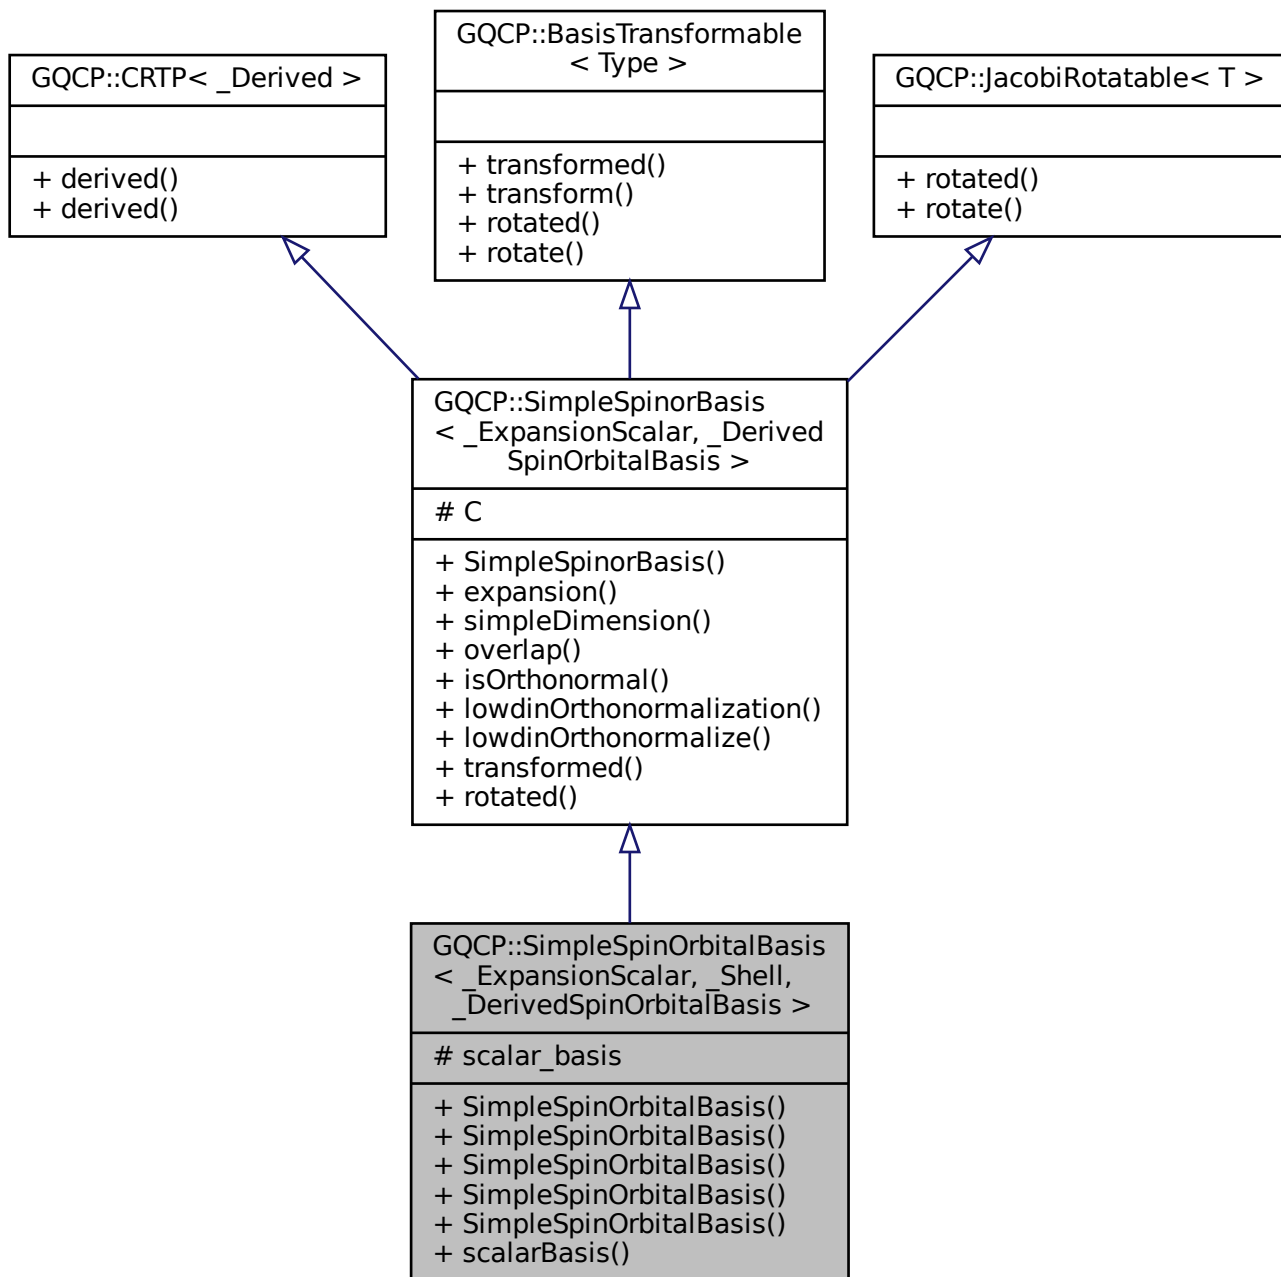 GQCP::CRTP< _Derived >
+ derived()
+ derived()
GQCP::BasisTransformable
< Type >
+ transformed()
+ transform()
+ rotated()
+ rotate()
GQCP::JacobiRotatable< T >
+ rotated()
+ rotate()
GQCP::SimpleSpinorBasis
< _ExpansionScalar, _Derived
SpinOrbitalBasis >
# C
+ SimpleSpinorBasis()
+ expansion()
+ simpleDimension()
+ overlap()
+ isOrthonormal()
+ lowdinOrthonormalization()
+ lowdinOrthonormalize()
+ transformed()
+ rotated()
GQCP::SimpleSpinOrbitalBasis
< _ExpansionScalar, _Shell,
_DerivedSpinOrbitalBasis >
# scalar_basis
+ SimpleSpinOrbitalBasis()
+ SimpleSpinOrbitalBasis()
+ SimpleSpinOrbitalBasis()
+ SimpleSpinOrbitalBasis()
+ SimpleSpinOrbitalBasis()
+ scalarBasis()